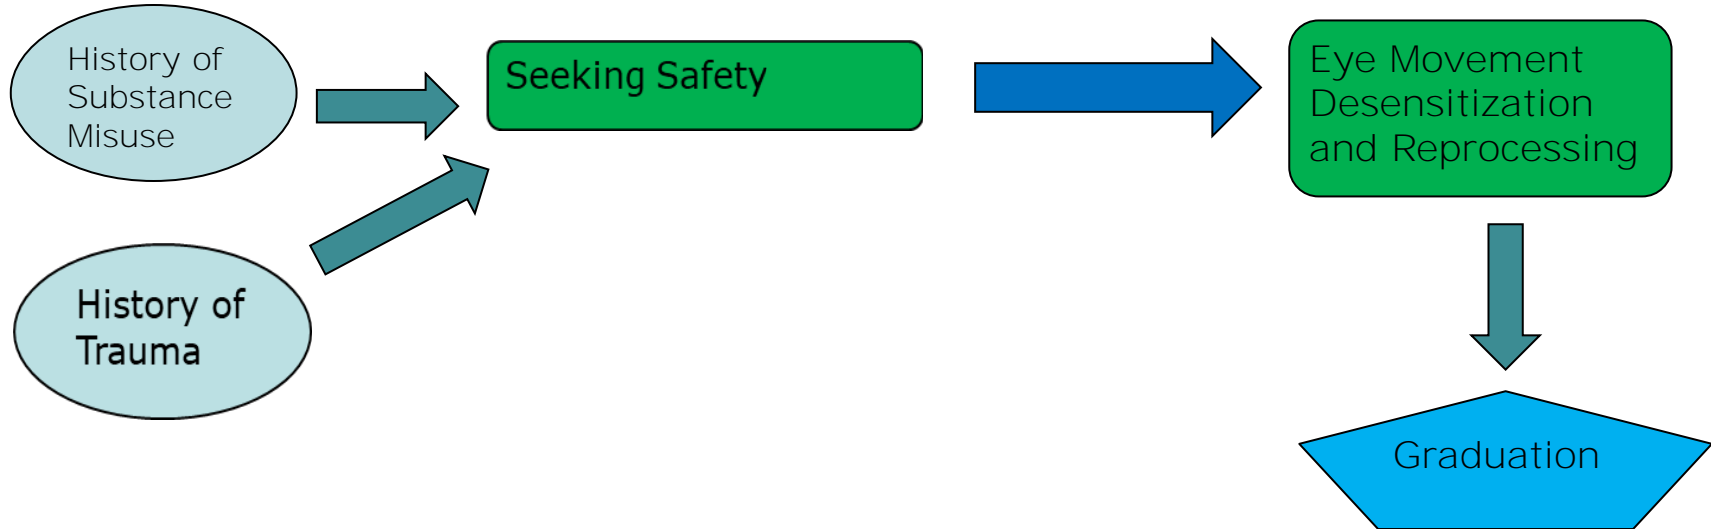 History of
Substance
Misuse
Seeking Safety
Eye Movement
Desensitization
and Reprocessing
History of
Trauma
Graduation